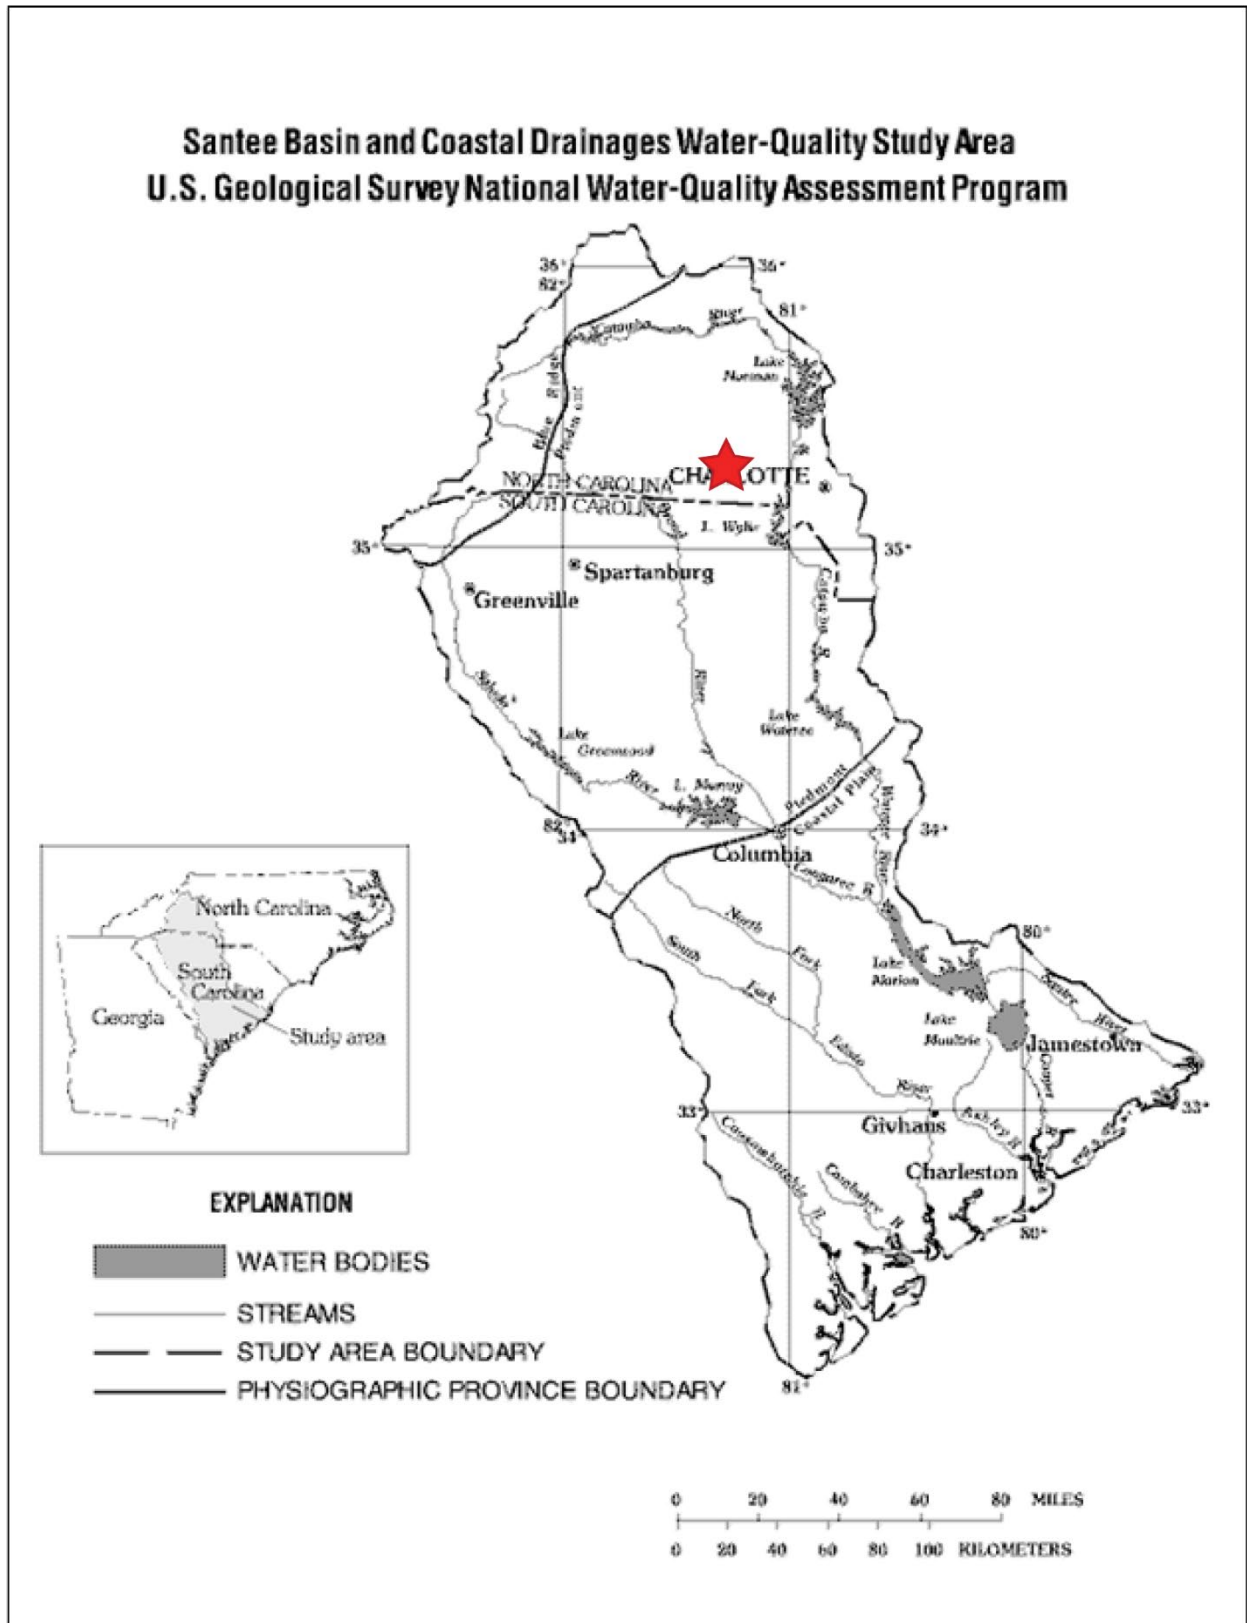 Santee Basin and Coastal Drainages Water-Quality Study Area
U.S. Geological Survey National Water-Quality Assessment Program
36°
36°
82°
81°
River
Lake
Norman
Blue Ridge
Piedmont
CHA LOTTE
NORTH CAROLINA
SOUTH CAROLINA
L. Wylie
35°
35°
Spartanburg
Greenville
Catawba R
River
Saluda
Lake
Wateree
Lake
Greenwood
River
L. Murray
Piedmont
Coastal Plain
Wateree
River
82°
34°
34°
Columbia
Congaree R
North
Fork
South
Fork
Edisto
River
80°
Lake
Marion
Santee
River
Lake
Moultrie
Jamestown
Cooper
R
33°
33°
Givhans
Ashley R
Charleston
Coosawhatchie R
Combahee R
80°
81°
North Carolina
South
Carolina
Georgia
Study area
EXPLANATION
WATER BODIES
STREAMS
STUDY AREA BOUNDARY
PHYSIOGRAPHIC PROVINCE BOUNDARY
0 20 40 60 80 MILES
0 20 40 60 80 100 KILOMETERS